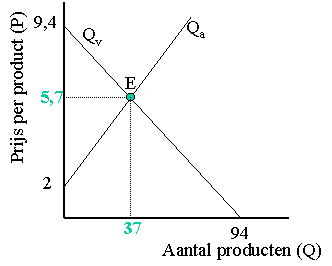 Prijs per product (P)
9,4
Qv
Qa
E
5,7
2
37
94
Aantal producten (Q)